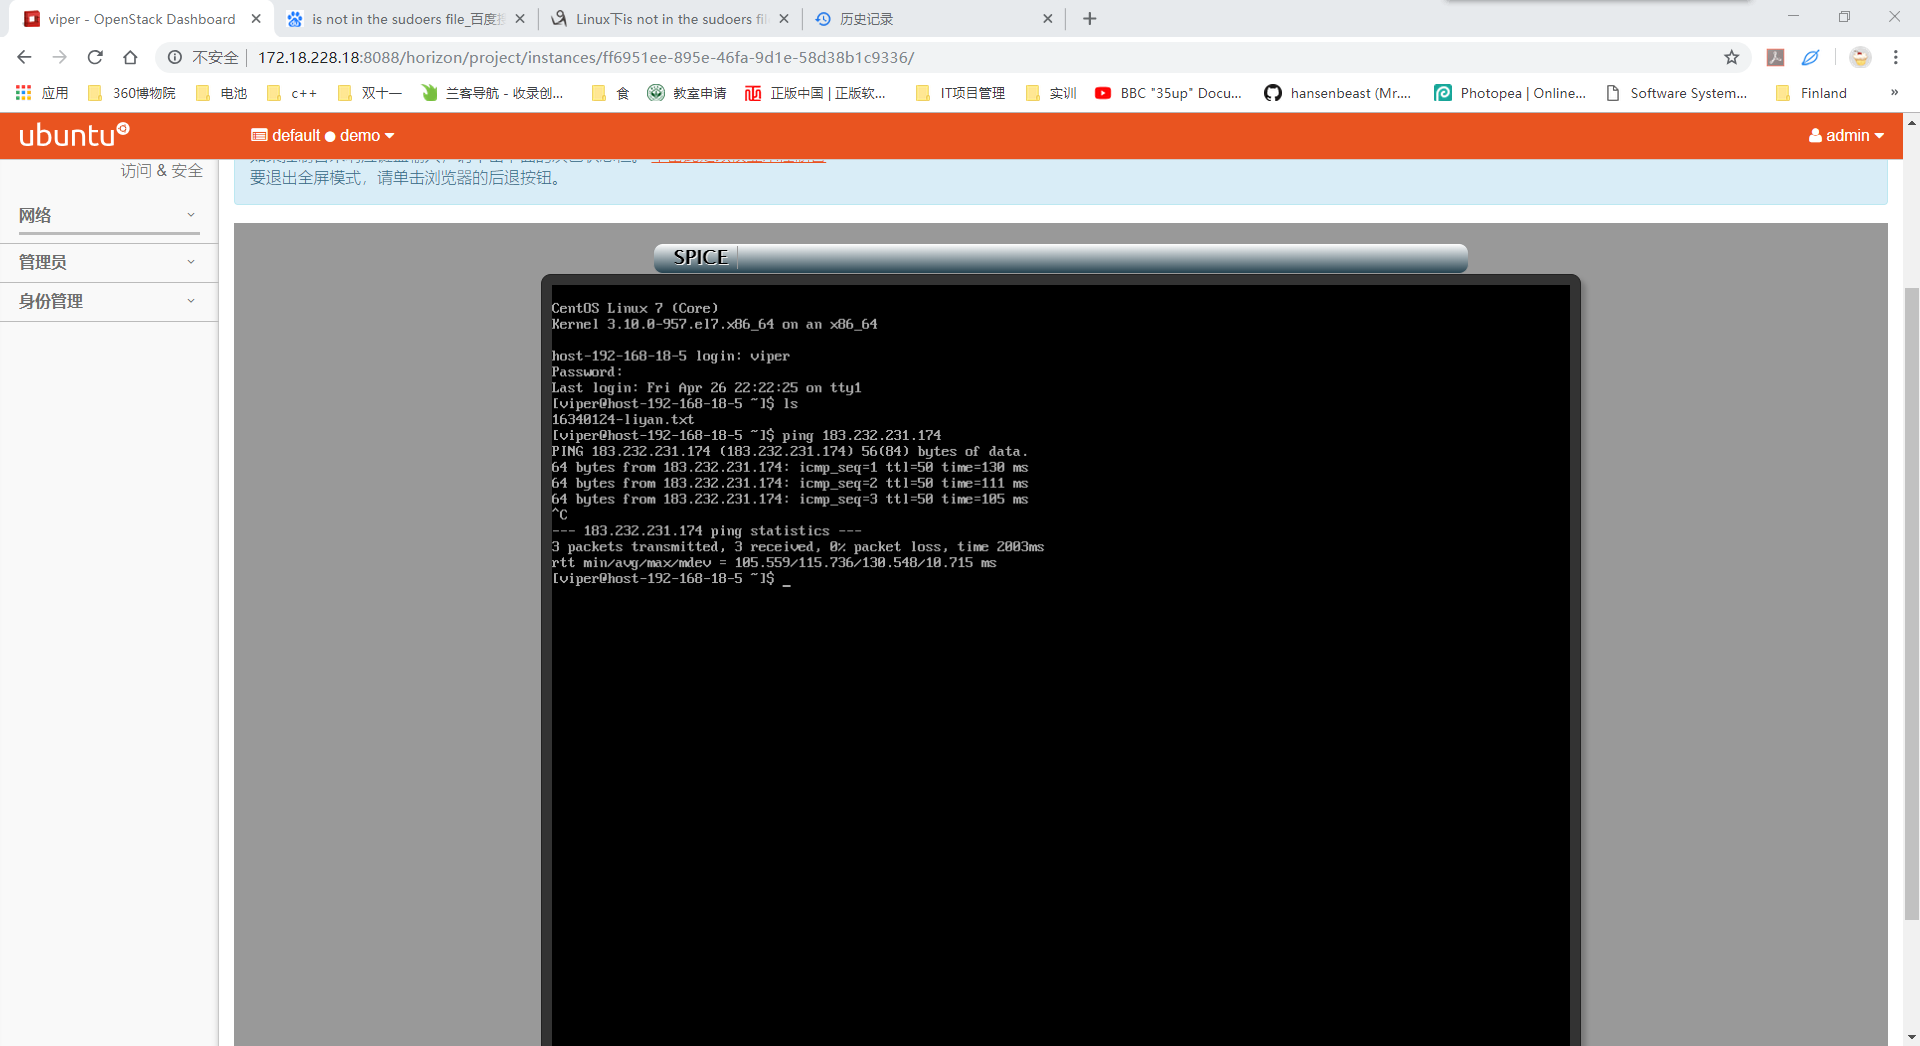 viper - OpenStack Dashboard
is not in the sudoers file_百度
Linux下is not in the sudoers fil
历史记录
不安全
172.18.228.18:8088/horizon/project/instances/ff6951ee-895e-46fa-9d1e-58d38b1c9336/
应用
360博物院
电池
c++
双十一
兰客导航 - 收录创...
食
教室申请
正版中国 | 正版软...
IT项目管理
实训
BBC "35up" Docu...
hansenbeast (Mr....
Photopea | Online...
Software System...
Finland
»
ubuntu
default
demo
admin
访问 & 安全
网络
管理员
身份管理
要退出全屏模式，请单击浏览器的后退按钮。
SPICE
CentOS Linux 7 (Core)
Kernel 3.10.0-957.el7.x86_64 on an x86_64
host-192-168-18-5 login: viper
Password:
Last login: Fri Apr 26 22:22:25 on tty1
[viper@host-192-168-18-5 ~]$ ls
16340124-liyan.txt
[viper@host-192-168-18-5 ~]$ ping 183.232.231.174
PING 183.232.231.174 (183.232.231.174) 56(84) bytes of data.
64 bytes from 183.232.231.174: icmp_seq=1 ttl=50 time=130 ms
64 bytes from 183.232.231.174: icmp_seq=2 ttl=50 time=111 ms
64 bytes from 183.232.231.174: icmp_seq=3 ttl=50 time=105 ms
^C
--- 183.232.231.174 ping statistics ---
3 packets transmitted, 3 received, 0% packet loss, time 2003ms
rtt min/avg/max/mdev = 105.559/115.736/130.548/10.715 ms
[viper@host-192-168-18-5 ~]$ _